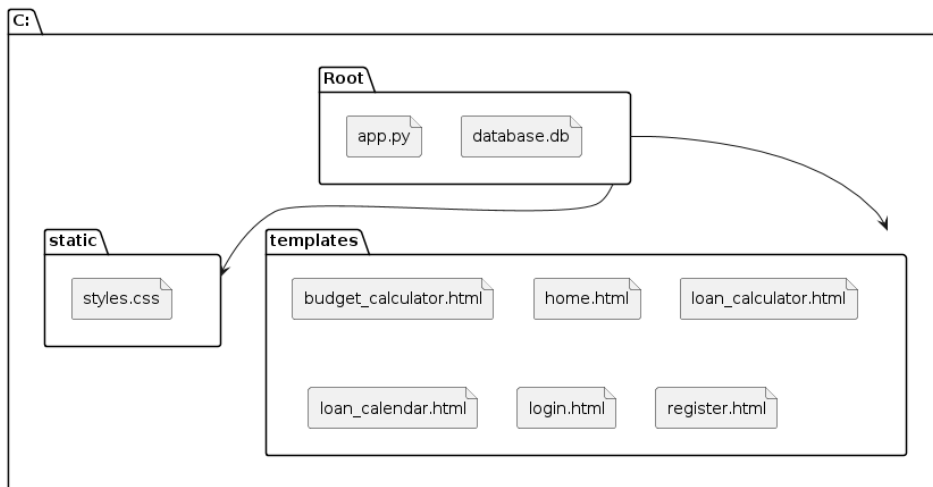 C:
Root
app.py
database.db
static
styles.css
templates
budget_calculator.html
home.html
loan_calculator.html
loan_calendar.html
login.html
register.html